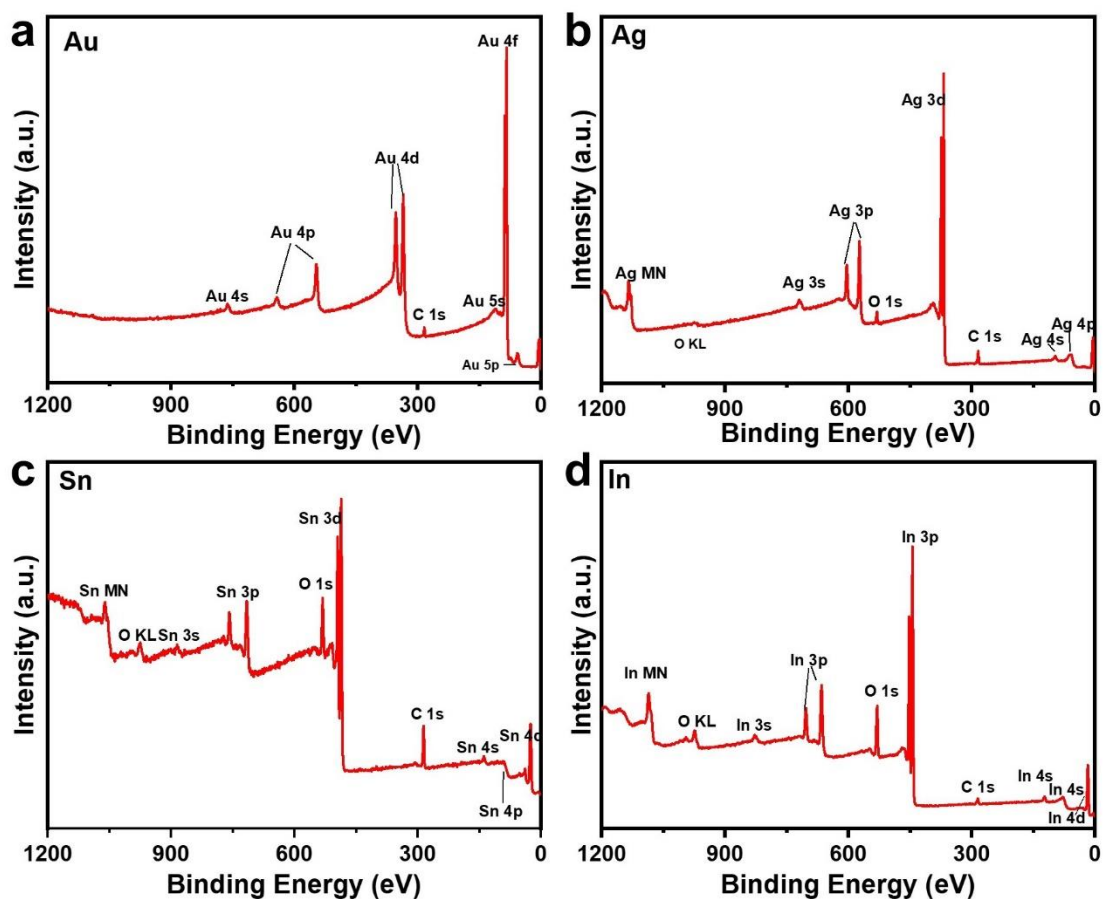 a
Au
Au 4f
Au 4d
Au 4p
Au 4s
Au 5s
C 1s
Au 5p
Intensity (a.u.)
1200 900 600 300 0
Binding Energy (eV)
b
Ag
Ag 3d
Ag 3p
Ag MN
Ag 3s
O 1s
O KL
C 1s
Ag 4s
Ag 4p
Intensity (a.u.)
1200 900 600 300 0
Binding Energy (eV)
c
Sn
Sn 3d
O 1s
Sn MN
Sn 3p
O KL
Sn 3s
C 1s
Sn 4s
Sn 4d
Sn 4p
Intensity (a.u.)
1200 900 600 300 0
Binding Energy (eV)
d
In
In 3p
In 3p
In MN
O 1s
O KL
In 3s
C 1s
In 4s
In 4s
In 4d
Intensity (a.u.)
1200 900 600 300 0
Binding Energy (eV)